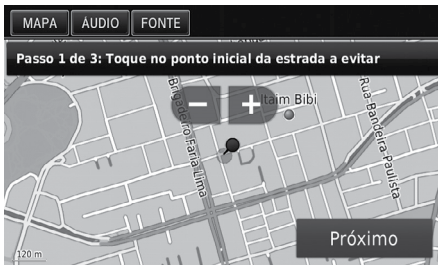 MAPA ÁUDIO FONTE
Passo 1 de 3: Toque no ponto inicial da estrada a evitar
Itaim Bibi
Brigadeiro Faria Lima
Rua-Bandeira-Paulista
Próximo
120 m